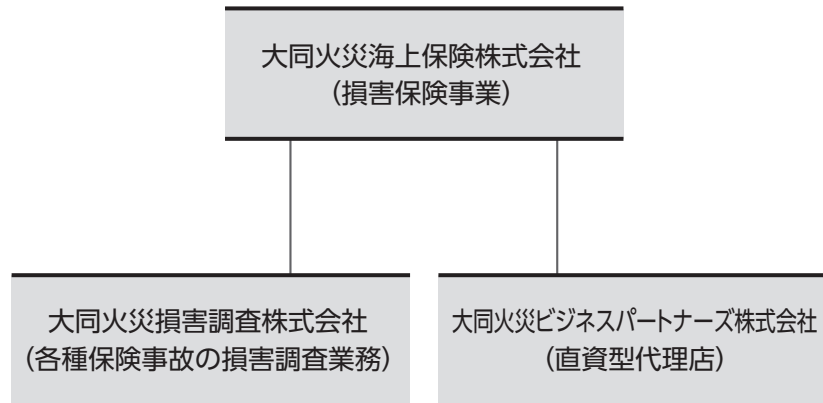 大同火災海上保険株式会社
(損害保険事業)
大同火災損害調査株式会社
(各種保険事故の損害調査業務)
大同火災ビジネスパートナーズ株式会社
(直資型代理店)